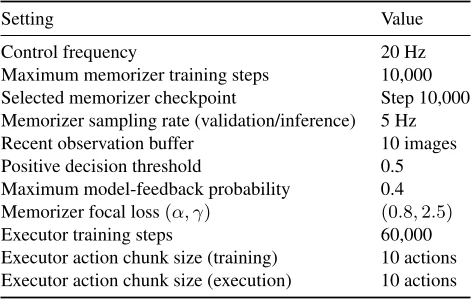 Setting Value
Control frequency 20 Hz
Maximum memorizer training steps 10,000
Selected memorizer checkpoint Step 10,000
Memorizer sampling rate (validation/inference) 5 Hz
Recent observation buffer 10 images
Positive decision threshold 0.5
Maximum model-feedback probability 0.4
Memorizer focal loss (α, γ) (0.8, 2.5)
Executor training steps 60,000
Executor action chunk size (training) 10 actions
Executor action chunk size (execution) 10 actions